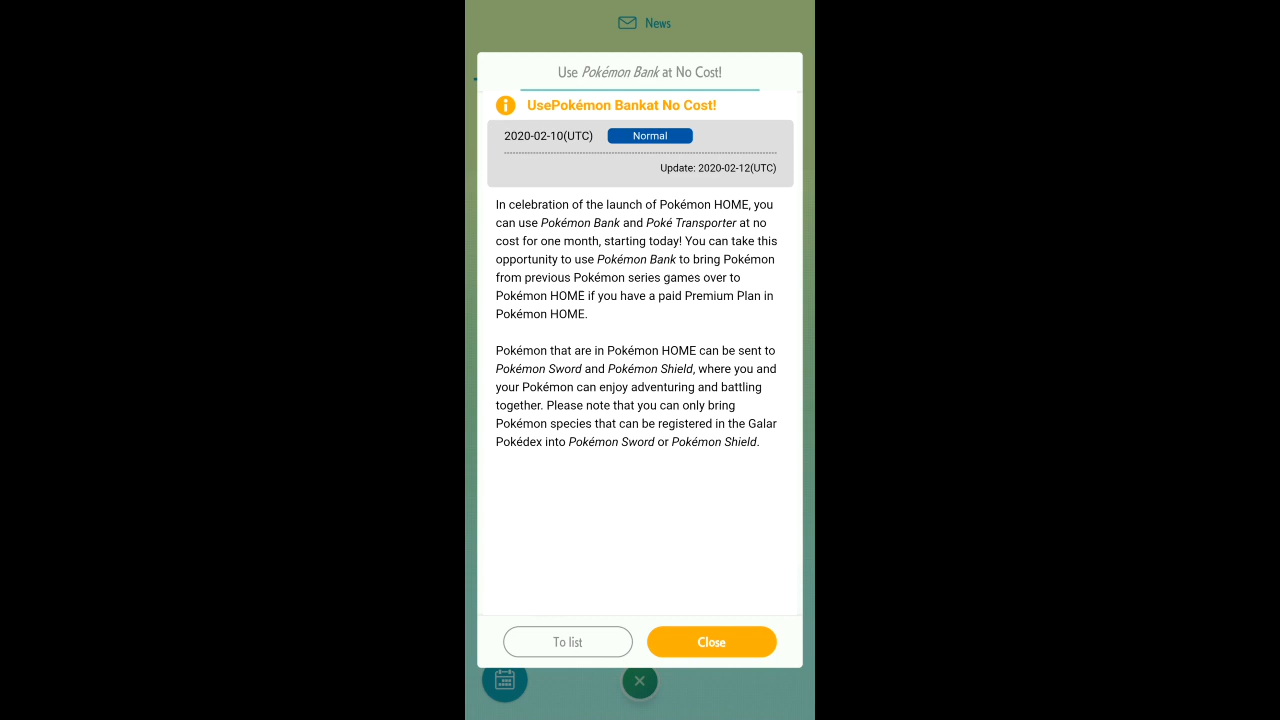 News
Use Pokémon Bank at No Cost!
UsePokémon Bankat No Cost!
2020-02-10(UTC) Normal
Update: 2020-02-12(UTC)
In celebration of the launch of Pokémon HOME, you
can use Pokémon Bank and Poké Transporter at no
cost for one month, starting today! You can take this
opportunity to use Pokémon Bank to bring Pokémon
from previous Pokémon series games over to
Pokémon HOME if you have a paid Premium Plan in
Pokémon HOME.
Pokémon that are in Pokémon HOME can be sent to
Pokémon Sword and Pokémon Shield, where you and
your Pokémon can enjoy adventuring and battling
together. Please note that you can only bring
Pokémon species that can be registered in the Galar
Pokédex into Pokémon Sword or Pokémon Shield.
To list Close